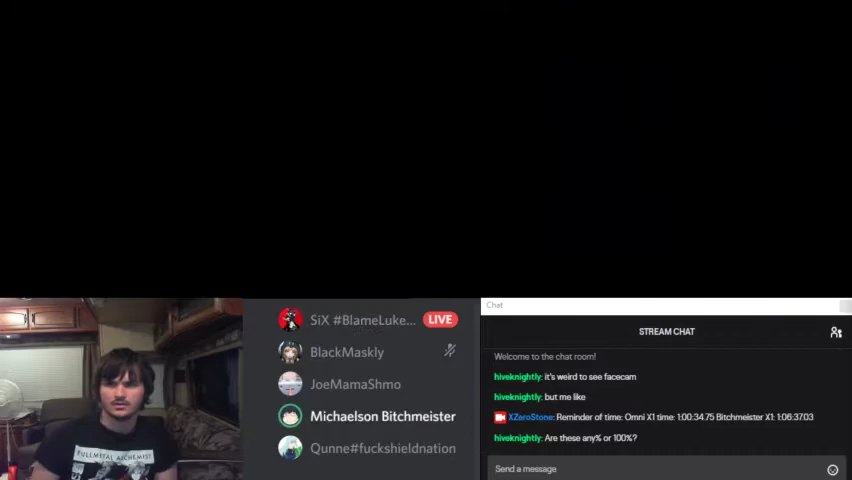 SiX #BlameLuke...
LIVE
BlackMaskly
JoeMamaShmo
Michaelson Bitchmeister
Qunne#fuckshieldnation
Chat
STREAM CHAT
Welcome to the chat room!
hiveknightly: it's weird to see facecam
hiveknightly: but me like
XZeroStone: Reminder of time: Omni X1 time: 1:00:34.75 Bitchmeister X1: 1:06:37.03
hiveknightly: Are these any% or 100%?
Send a message
FULLMETAL ALCHEMIST